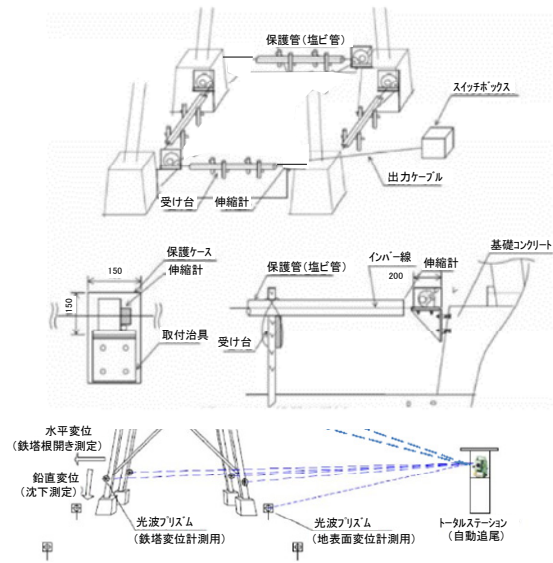 保護管（塩ビ管）
スイッチボックス
出力ケーブル
受け台
伸縮計
保護ケース
150
伸縮計
150
取付治具
保護管（塩ビ管）
インバー線
伸縮計
200
基礎コンクリート
受け台
水平変位
（鉄塔根開き測定）
鉛直変位
（沈下測定）
光波プリズム
（鉄塔変位計測用）
光波プリズム
（地表面変位計測用）
トータルステーション
（自動追尾）